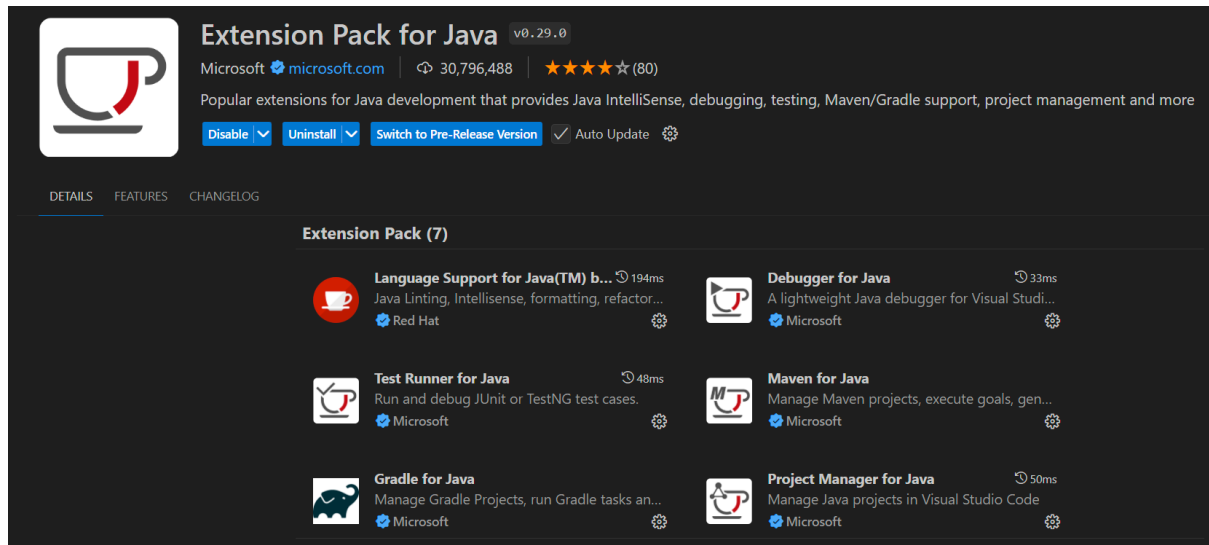 Extension Pack for Java v0.29.0
Microsoft microsoft.com 30,796,488 (80)
Popular extensions for Java development that provides Java IntelliSense, debugging, testing, Maven/Gradle support, project management and more
Disable Uninstall Switch to Pre-Release Version Auto Update
DETAILS FEATURES CHANGELOG
Extension Pack (7)
Language Support for Java(TM) b... 194ms
Java Linting, Intellisense, formatting, refactor...
Red Hat
Debugger for Java 33ms
A lightweight Java debugger for Visual Studi...
Microsoft
Test Runner for Java 48ms
Run and debug JUnit or TestNG test cases.
Microsoft
Maven for Java
Manage Maven projects, execute goals, gen...
Microsoft
Gradle for Java
Manage Gradle Projects, run Gradle tasks an...
Microsoft
Project Manager for Java 50ms
Manage Java projects in Visual Studio Code
Microsoft